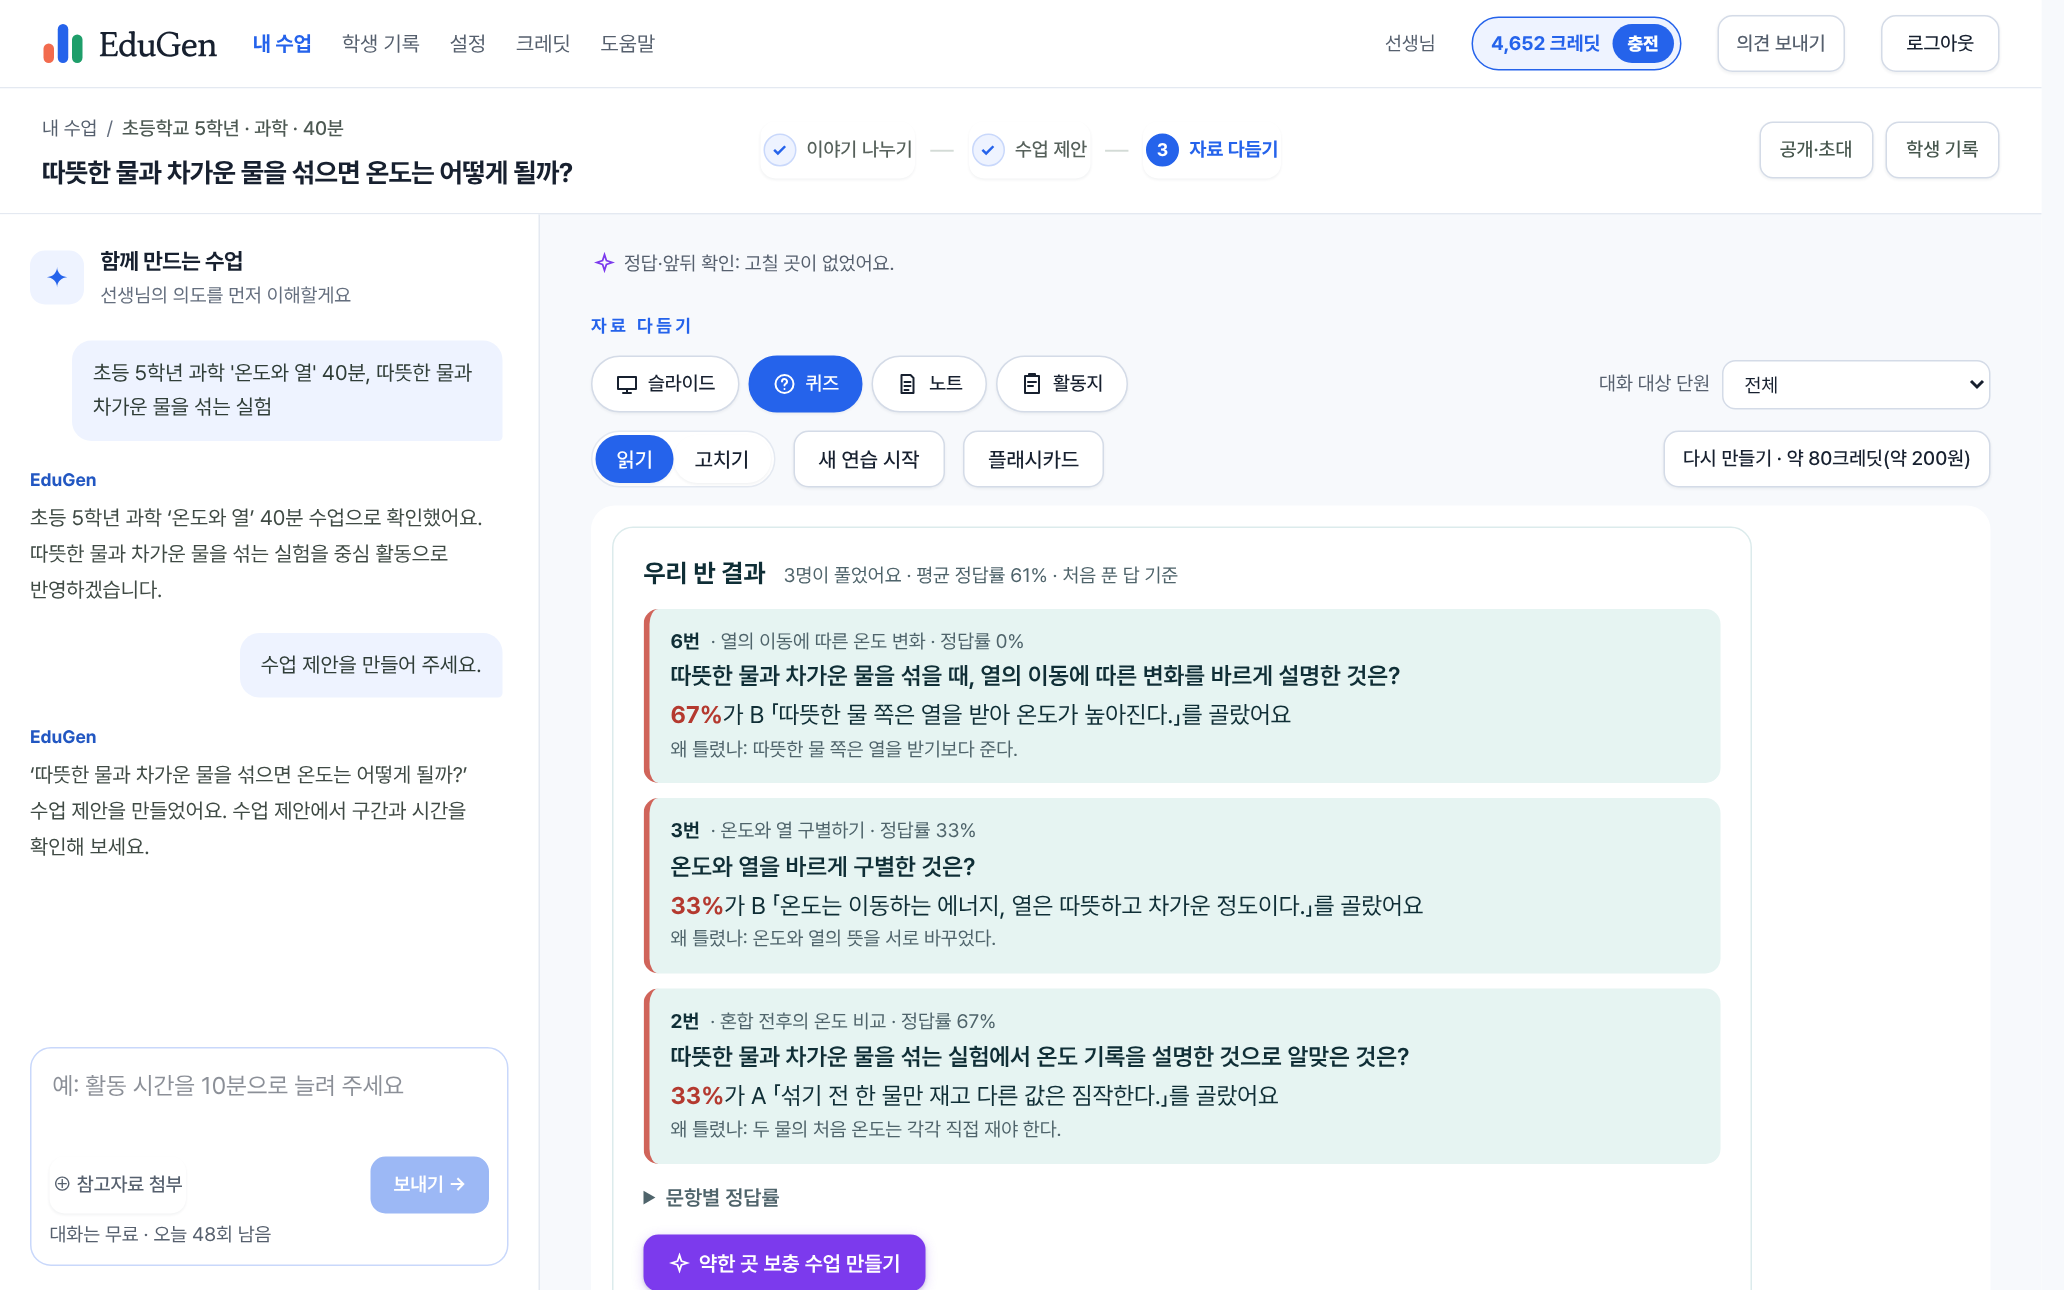 EduGen
내 수업
학생 기록
설정
크레딧
도움말
선생님
4,652 크레딧
충전
의견 보내기
로그아웃
내 수업 / 초등학교 5학년 · 과학 · 40분
따뜻한 물과 차가운 물을 섞으면 온도는 어떻게 될까?
이야기 나누기
수업 제안
3 자료 다듬기
공개·초대
학생 기록
함께 만드는 수업
선생님의 의도를 먼저 이해할게요
초등 5학년 과학 '온도와 열' 40분, 따뜻한 물과
차가운 물을 섞는 실험
EduGen
초등 5학년 과학 ‘온도와 열’ 40분 수업으로 확인했어요.
따뜻한 물과 차가운 물을 섞는 실험을 중심 활동으로
반영하겠습니다.
수업 제안을 만들어 주세요.
EduGen
‘따뜻한 물과 차가운 물을 섞으면 온도는 어떻게 될까?’
수업 제안을 만들었어요. 수업 제안에서 구간과 시간을
확인해 보세요.
예: 활동 시간을 10분으로 늘려 주세요
⊕ 참고자료 첨부
보내기 →
대화는 무료 · 오늘 48회 남음
정답·앞뒤 확인: 고칠 곳이 없었어요.
자료 다듬기
슬라이드
퀴즈
노트
활동지
대화 대상 단원
전체
읽기
고치기
새 연습 시작
플래시카드
다시 만들기 · 약 80크레딧(약 200원)
우리 반 결과 3명이 풀었어요 · 평균 정답률 61% · 처음 푼 답 기준
6번 · 열의 이동에 따른 온도 변화 · 정답률 0%
따뜻한 물과 차가운 물을 섞을 때, 열의 이동에 따른 변화를 바르게 설명한 것은?
67%가 B 「따뜻한 물 쪽은 열을 받아 온도가 높아진다.」를 골랐어요
왜 틀렸나: 따뜻한 물 쪽은 열을 받기보다 준다.
3번 · 온도와 열 구별하기 · 정답률 33%
온도와 열을 바르게 구별한 것은?
33%가 B 「온도는 이동하는 에너지, 열은 따뜻하고 차가운 정도이다.」를 골랐어요
왜 틀렸나: 온도와 열의 뜻을 서로 바꾸었다.
2번 · 혼합 전후의 온도 비교 · 정답률 67%
따뜻한 물과 차가운 물을 섞는 실험에서 온도 기록을 설명한 것으로 알맞은 것은?
33%가 A 「섞기 전 한 물만 재고 다른 값은 짐작한다.」를 골랐어요
왜 틀렸나: 두 물의 처음 온도는 각각 직접 재야 한다.
▶ 문항별 정답률
약한 곳 보충 수업 만들기